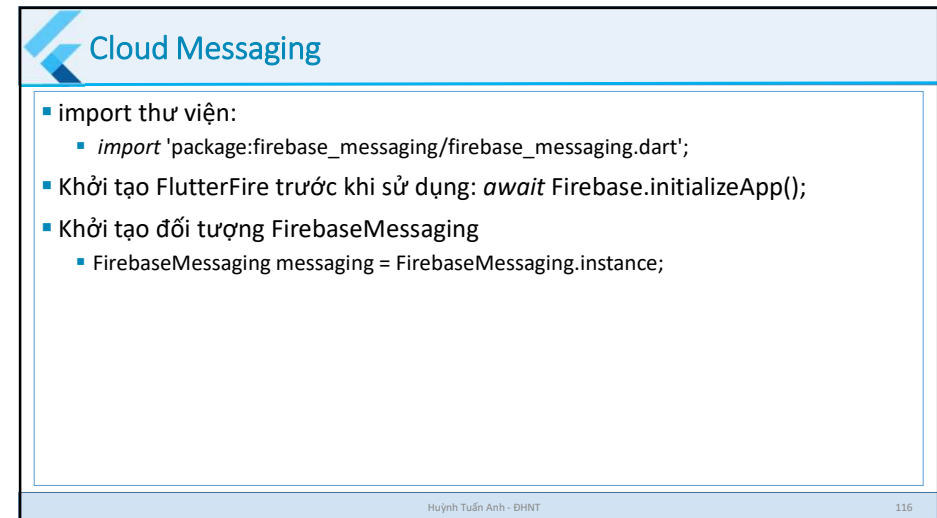 Cloud Messaging
▪ import thư viện:
▪ import 'package:firebase_messaging/firebase_messaging.dart';
▪ Khởi tạo FlutterFire trước khi sử dụng: await Firebase.initializeApp();
▪ Khởi tạo đối tượng FirebaseMessaging
▪ FirebaseMessaging messaging = FirebaseMessaging.instance;
Huỳnh Tuấn Anh - ĐHNT
116